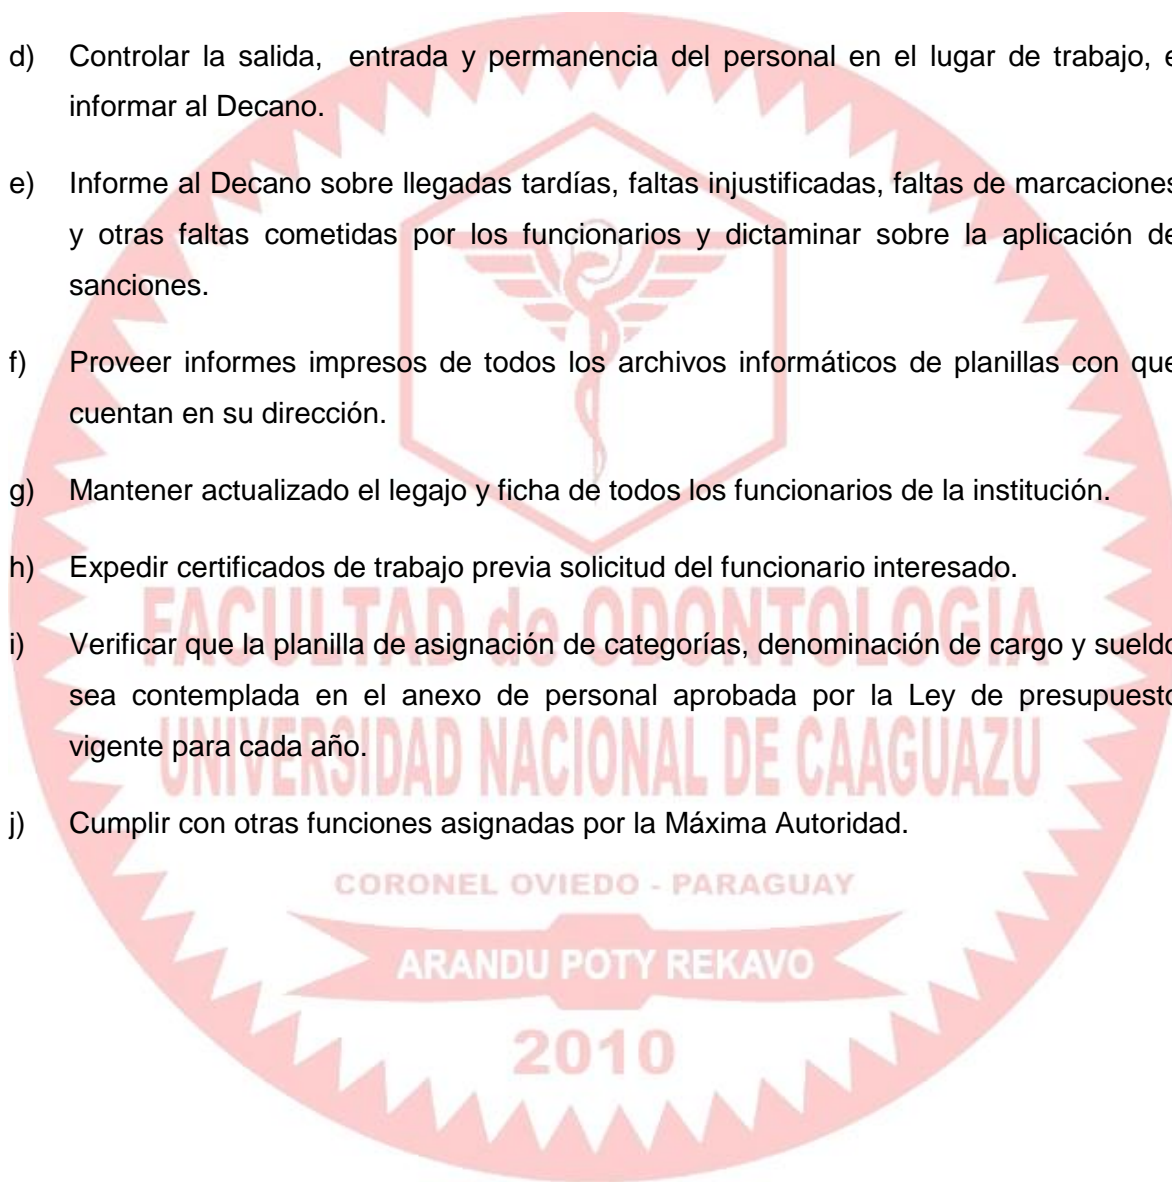 d) Controlar la salida,  entrada y permanencia del personal en el lugar de trabajo, e
informar al Decano.
e) Informe al Decano sobre llegadas tardías, faltas injustificadas, faltas de marcaciones
y otras faltas cometidas por los funcionarios y dictaminar sobre la aplicación de
sanciones.
f) Proveer informes impresos de todos los archivos informáticos de planillas con que
cuentan en su dirección.
g) Mantener actualizado el legajo y ficha de todos los funcionarios de la institución.
h) Expedir certificados de trabajo previa solicitud del funcionario interesado.
FACULTAD de ODONTOLOGÍA
i) Verificar que la planilla de asignación de categorías, denominación de cargo y sueldo
sea contemplada en el anexo de personal aprobada por la Ley de presupuesto
vigente para cada año.
UNIVERSIDAD NACIONAL DE CAAGUAZU
j) Cumplir con otras funciones asignadas por la Máxima Autoridad.
CORONEL OVIEDO - PARAGUAY
ARANDU POTY REKAVO
2010